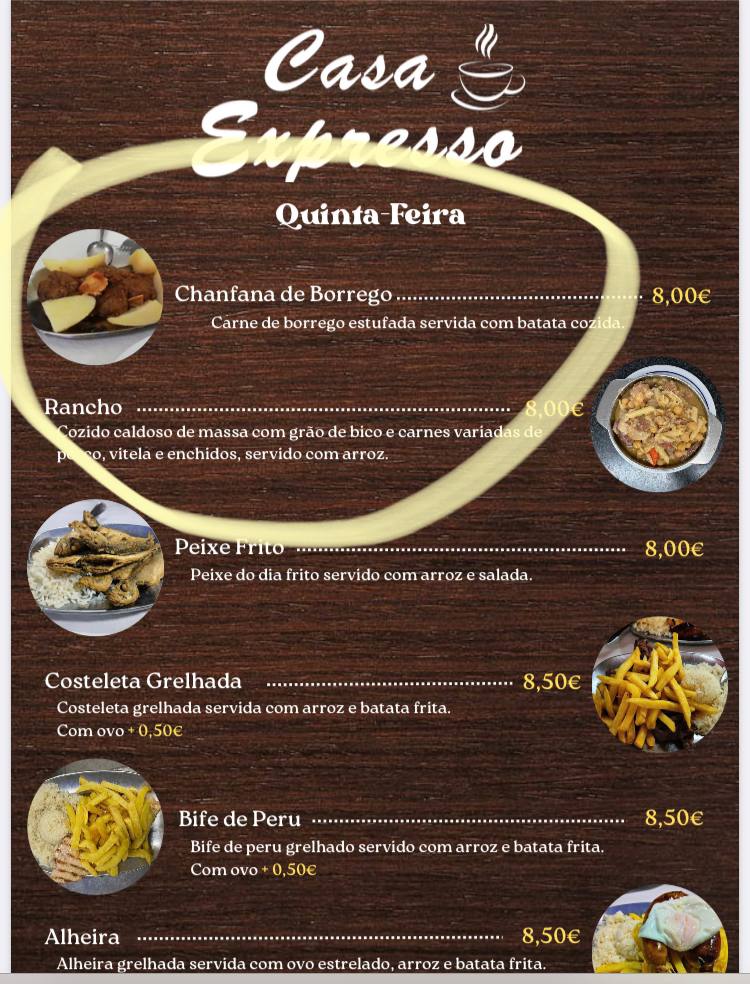 Casa
Expresso
Quinta-Feira
Chanfana de Borrego 8,00€
Carne de borrego estufada servida com batata cozida.
Rancho 8,00€
Cozido caldoso de massa com grão de bico e carnes variadas de
porco, vitela e enchidos, servido com arroz.
Peixe Frito 8,00€
Peixe do dia frito servido com arroz e salada.
Costeleta Grelhada 8,50€
Costeleta grelhada servida com arroz e batata frita.
Com ovo + 0,50€
Bife de Peru 8,50€
Bife de peru grelhado servido com arroz e batata frita.
Com ovo + 0,50€
Alheira 8,50€
Alheira grelhada servida com ovo estrelado, arroz e batata frita.